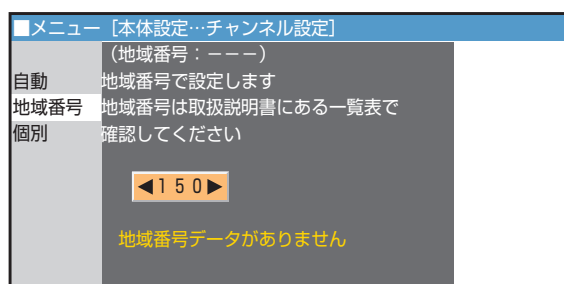 ■メニュー [本体設定…チャンネル設定]
(地域番号：−−−)
自動 地域番号で設定します
地域番号 地域番号は取扱説明書にある一覧表で
個別 確認してください
◀150▶
地域番号データがありません